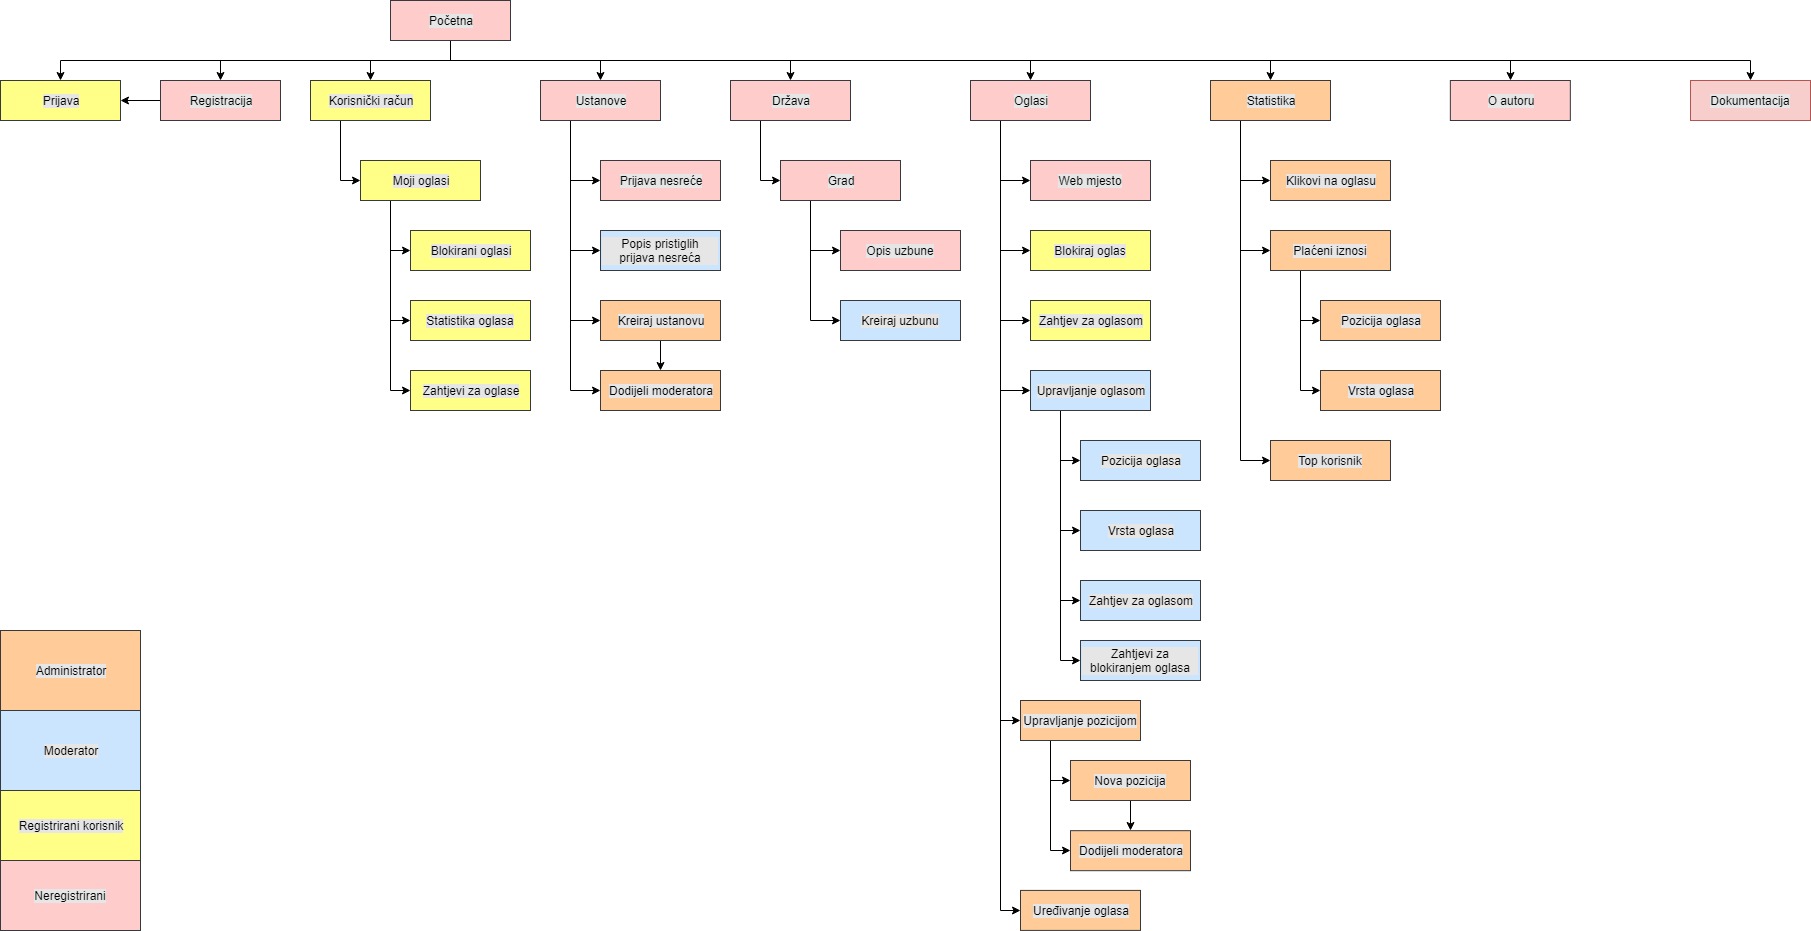 Početna
Prijava
Registracija
Korisnički račun
Ustanove
Država
Oglasi
Statistika
O autoru
Dokumentacija
Moji oglasi
Blokirani oglasi
Statistika oglasa
Zahtjevi za oglase
Prijava nesreće
Popis pristiglih
prijava nesreća
Kreiraj ustanovu
Dodijeli moderatora
Grad
Opis uzbune
Kreiraj uzbunu
Web mjesto
Blokiraj oglas
Zahtjev za oglasom
Upravljanje oglasom
Pozicija oglasa
Vrsta oglasa
Zahtjev za oglasom
Zahtjevi za
blokiranjem oglasa
Upravljanje pozicijom
Nova pozicija
Dodijeli moderatora
Uređivanje oglasa
Klikovi na oglasu
Plaćeni iznosi
Pozicija oglasa
Vrsta oglasa
Top korisnik
Administrator
Moderator
Registrirani korisnik
Neregistrirani